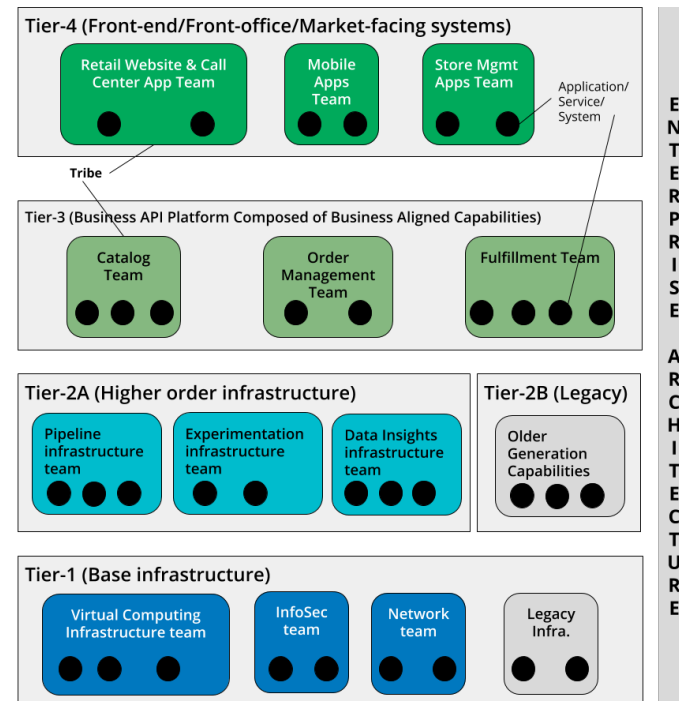 Tier-4 (Front-end/Front-office/Market-facing systems)
Retail Website & Call
Center App Team
Mobile
Apps
Team
Store Mgmt
Apps Team
Application/
Service/
System
Tribe
Tier-3 (Business API Platform Composed of Business Aligned Capabilities)
Catalog
Team
Order
Management
Team
Fulfillment Team
Tier-2A (Higher order infrastructure)
Pipeline
infrastructure
team
Experimentation
infrastructure
team
Data Insights
infrastructure
team
Tier-2B (Legacy)
Older
Generation
Capabilities
Tier-1 (Base infrastructure)
Virtual Computing
Infrastructure team
InfoSec
team
Network
team
Legacy
Infra.
ENTERPRISE ARCHITECTURE